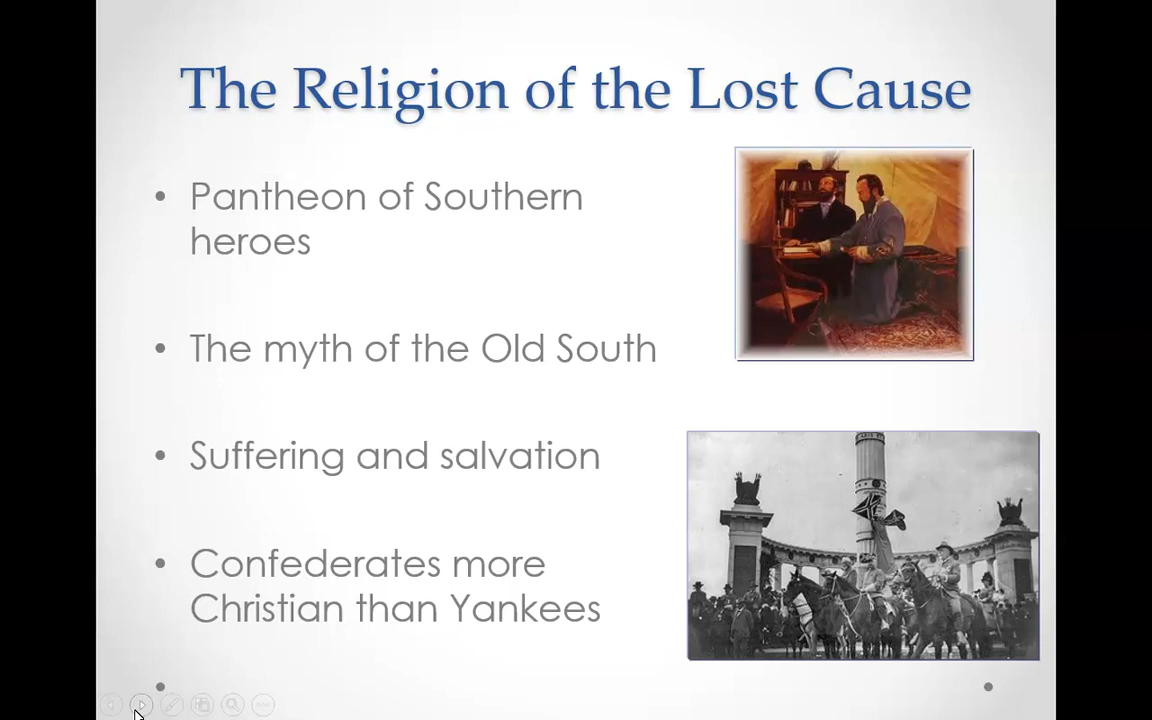 The Religion of the Lost Cause
• Pantheon of Southern
heroes
• The myth of the Old South
• Suffering and salvation
• Confederates more
Christian than Yankees